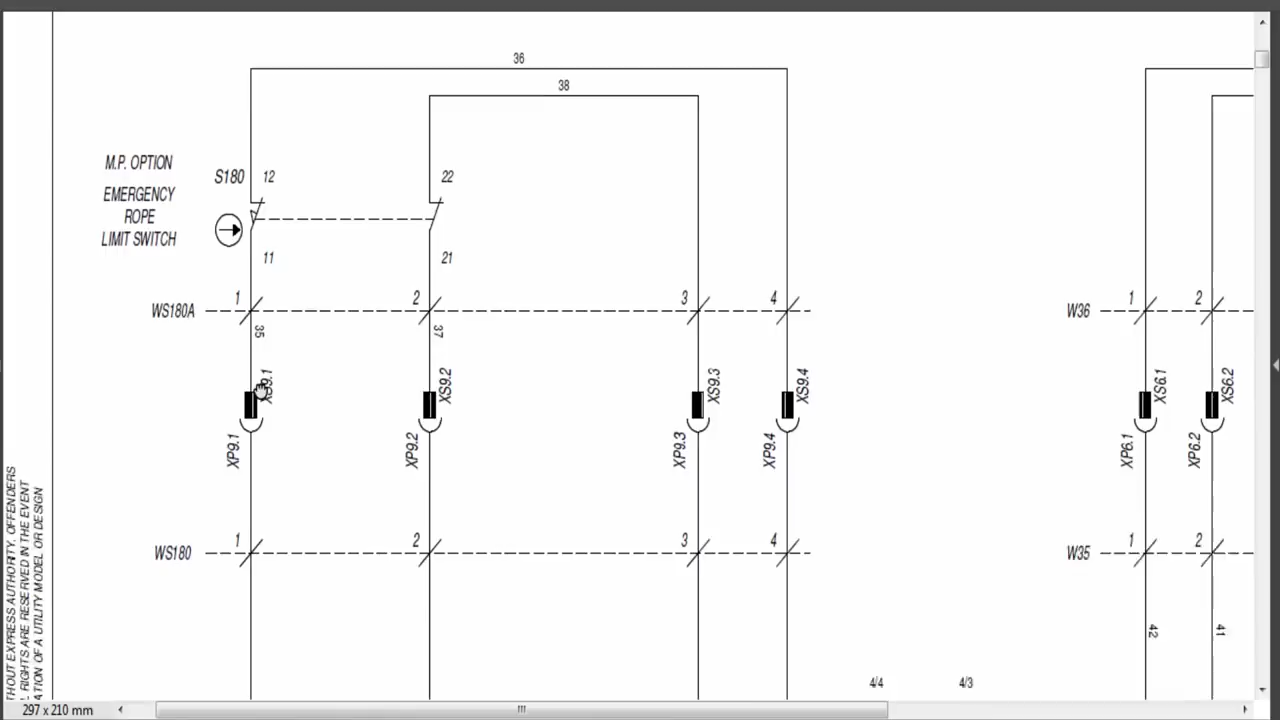 36
38
M.P. OPTION
S180
12
22
EMERGENCY
ROPE
LIMIT SWITCH
11
21
WS180A
1
2
3
4
W36
1
2
35
37
XS9.2
XS9.3
XS9.4
XS6.1
XS6.2
XP9.1
XP9.2
XP9.3
XP9.4
XP6.1
XP6.2
WS180
1
2
3
4
W35
1
2
42
41
4/4
4/3
THOUT EXPRESS AUTHORITY. OFFENDERS
RIGHTS ARE RESERVED IN THE EVENT
ATION OF A UTILITY MODEL OR DESIGN
297 x 210 mm